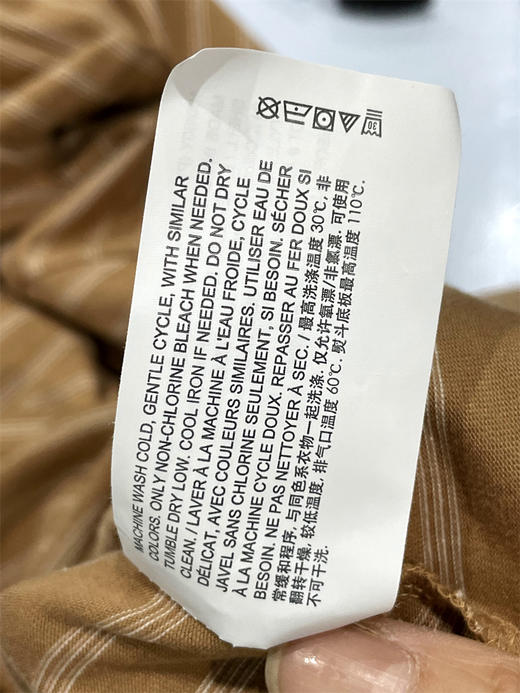 MACHINE WASH COLD, GENTLE CYCLE, WITH SIMILAR
COLORS. ONLY NON-CHLORINE BLEACH WHEN NEEDED.
TUMBLE DRY LOW. COOL IRON IF NEEDED. DO NOT DRY
CLEAN. / LAVER À LA MACHINE À L'EAU FROIDE, CYCLE
DÉLICAT, AVEC COULEURS SIMILAIRES. UTILISER EAU DE
JAVEL SANS CHLORINE SEULEMENT, SI BESOIN. SÉCHER
À LA MACHINE CYCLE DOUX. REPASSER AU FER DOUX SI
BESOIN. NE PAS NETTOYER À SEC. / 最高洗涤温度 30℃, 非
常缓和程序, 与同色系衣物一起洗涤. 仅允许氧漂/非氯漂. 可使用
翻转干燥, 较低温度, 排气口温度 60℃. 熨斗底板最高温度 110℃.
不可干洗.
30